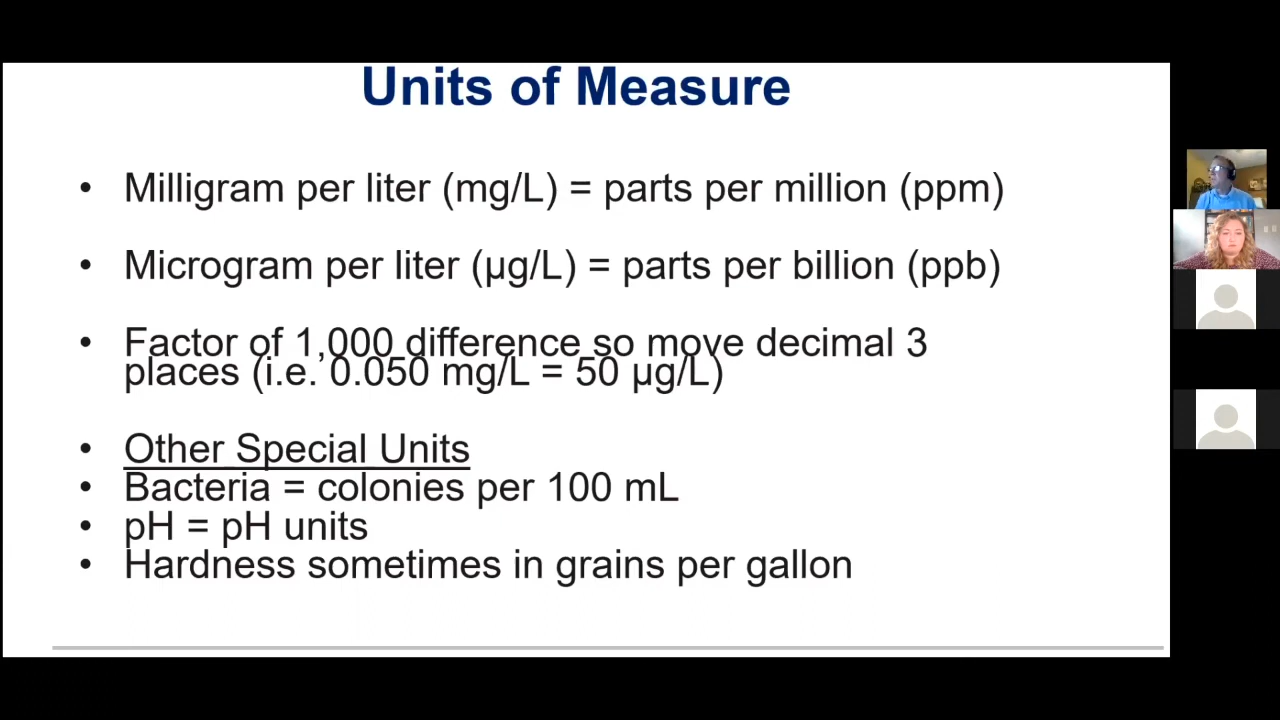 Units of Measure
• Milligram per liter (mg/L) = parts per million (ppm)
• Microgram per liter (µg/L) = parts per billion (ppb)
• Factor of 1,000 difference so move decimal 3
places (i.e. 0.050 mg/L = 50 µg/L)
• Other Special Units
• Bacteria = colonies per 100 mL
• pH = pH units
• Hardness sometimes in grains per gallon